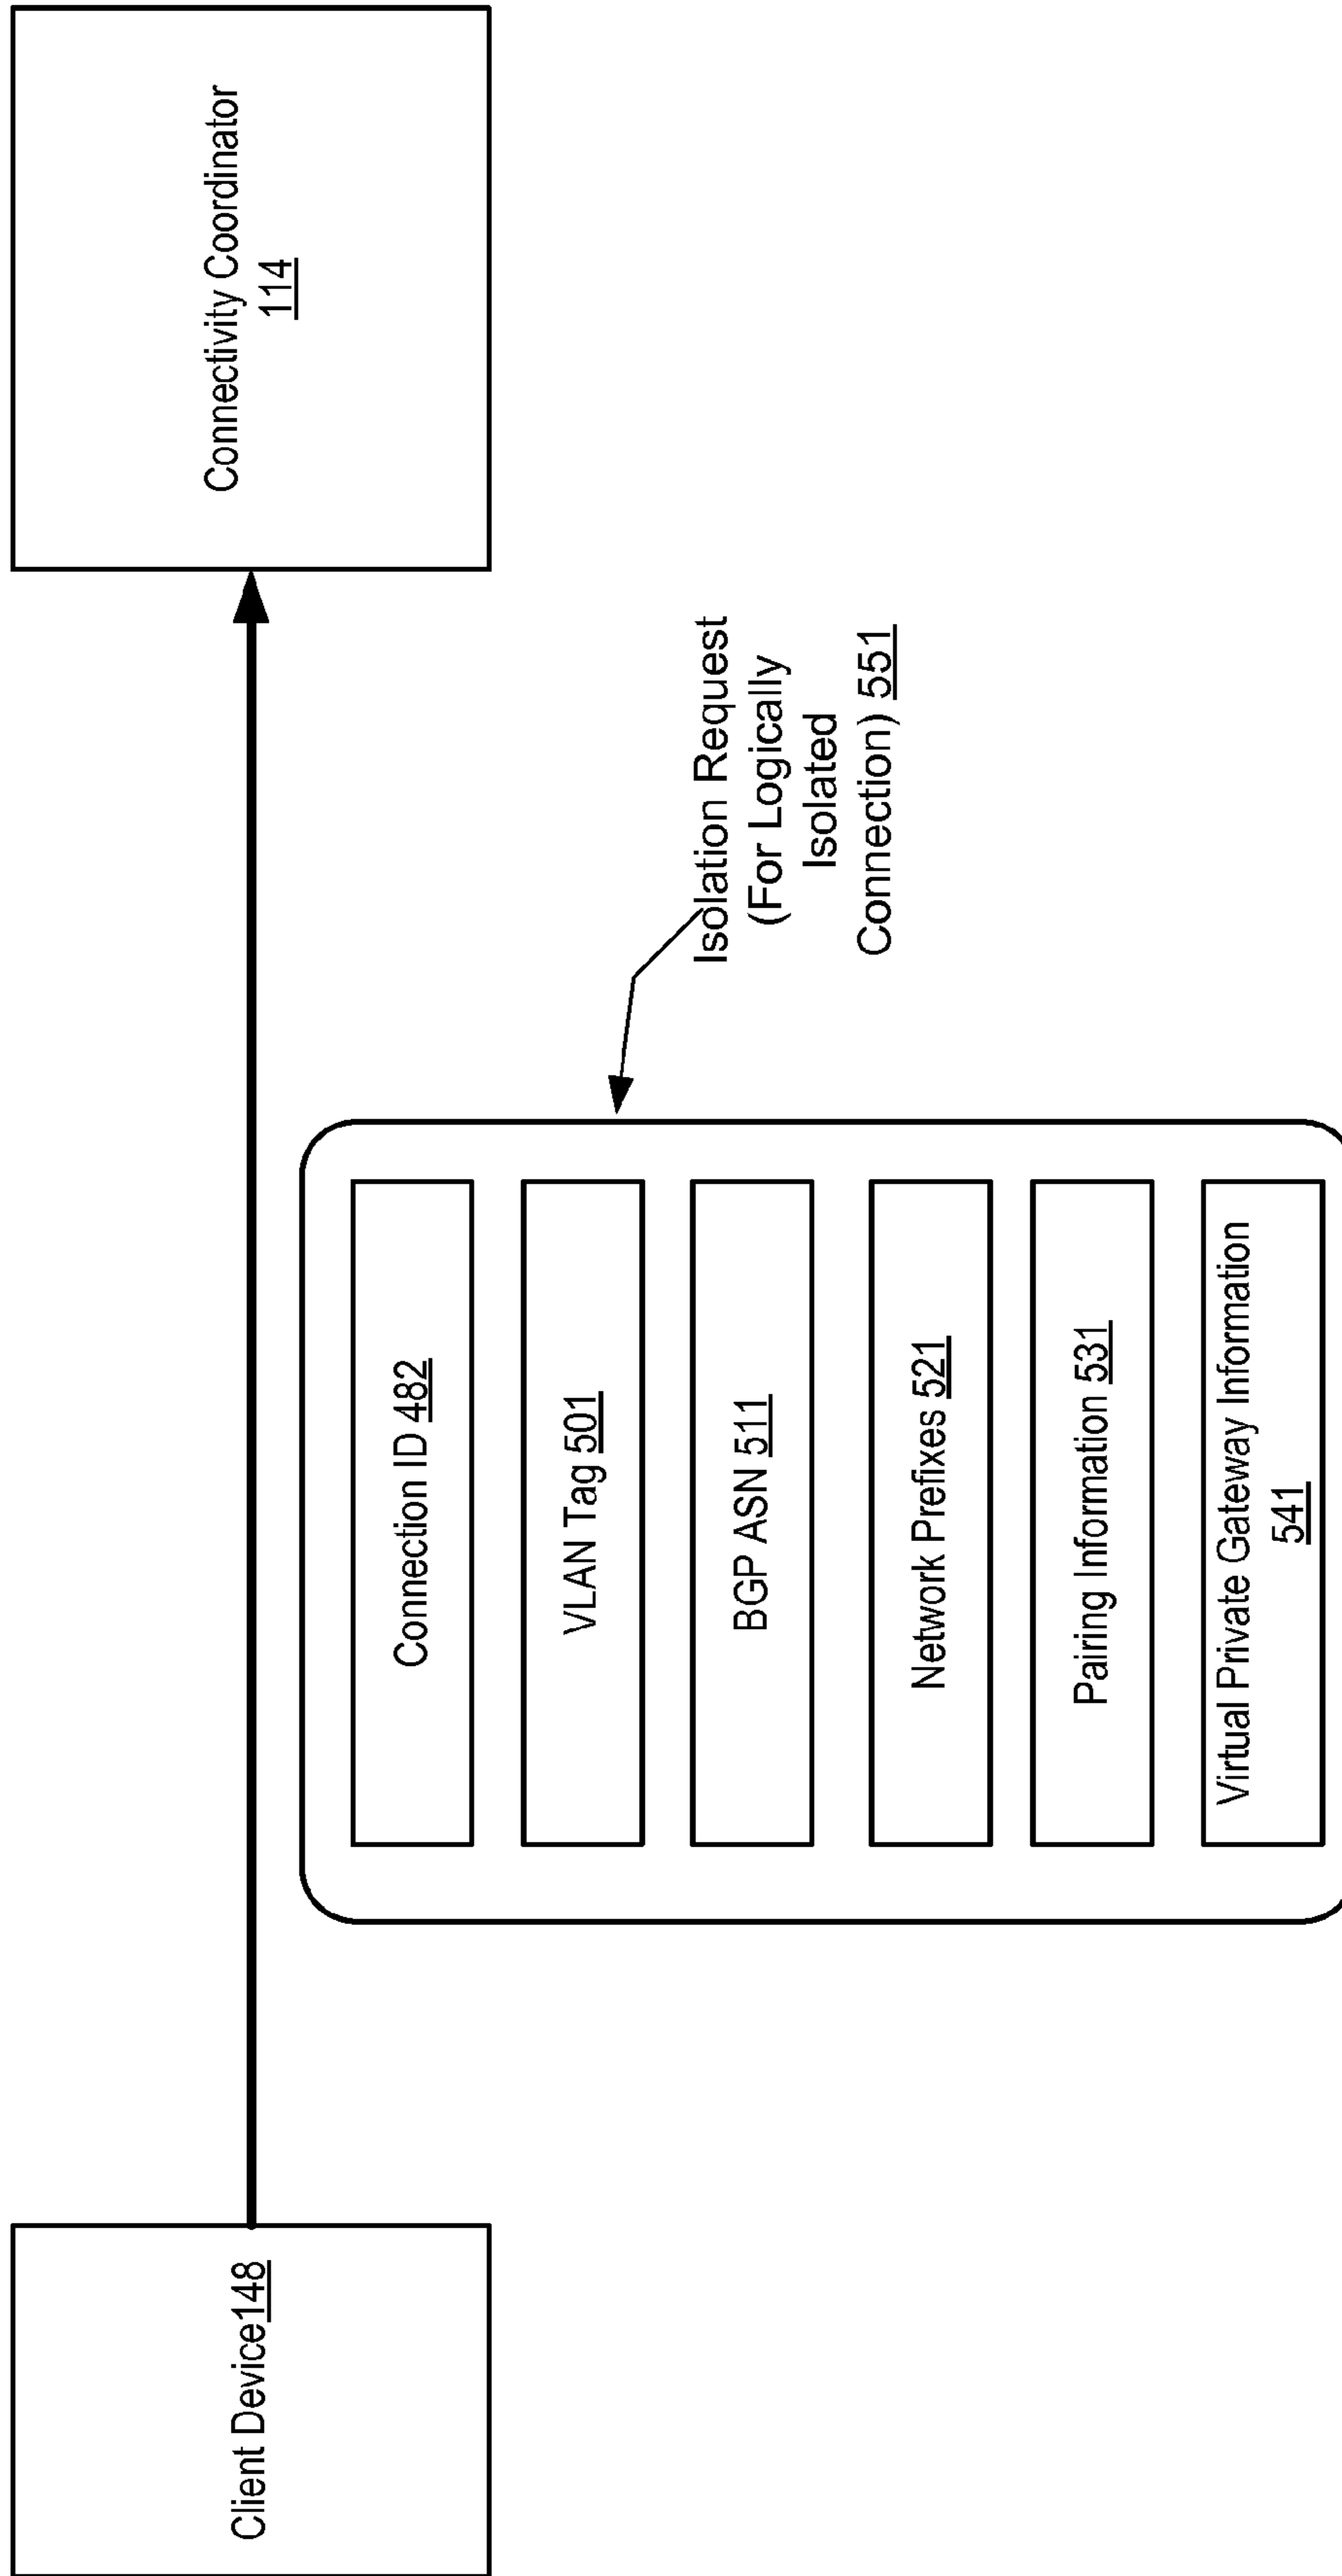 Client Device148
Connectivity Coordinator
114
Isolation Request
(For Logically
Isolated
Connection) 551
Connection ID 482
VLAN Tag 501
BGP ASN 511
Network Prefixes 521
Pairing Information 531
Virtual Private Gateway Information
541